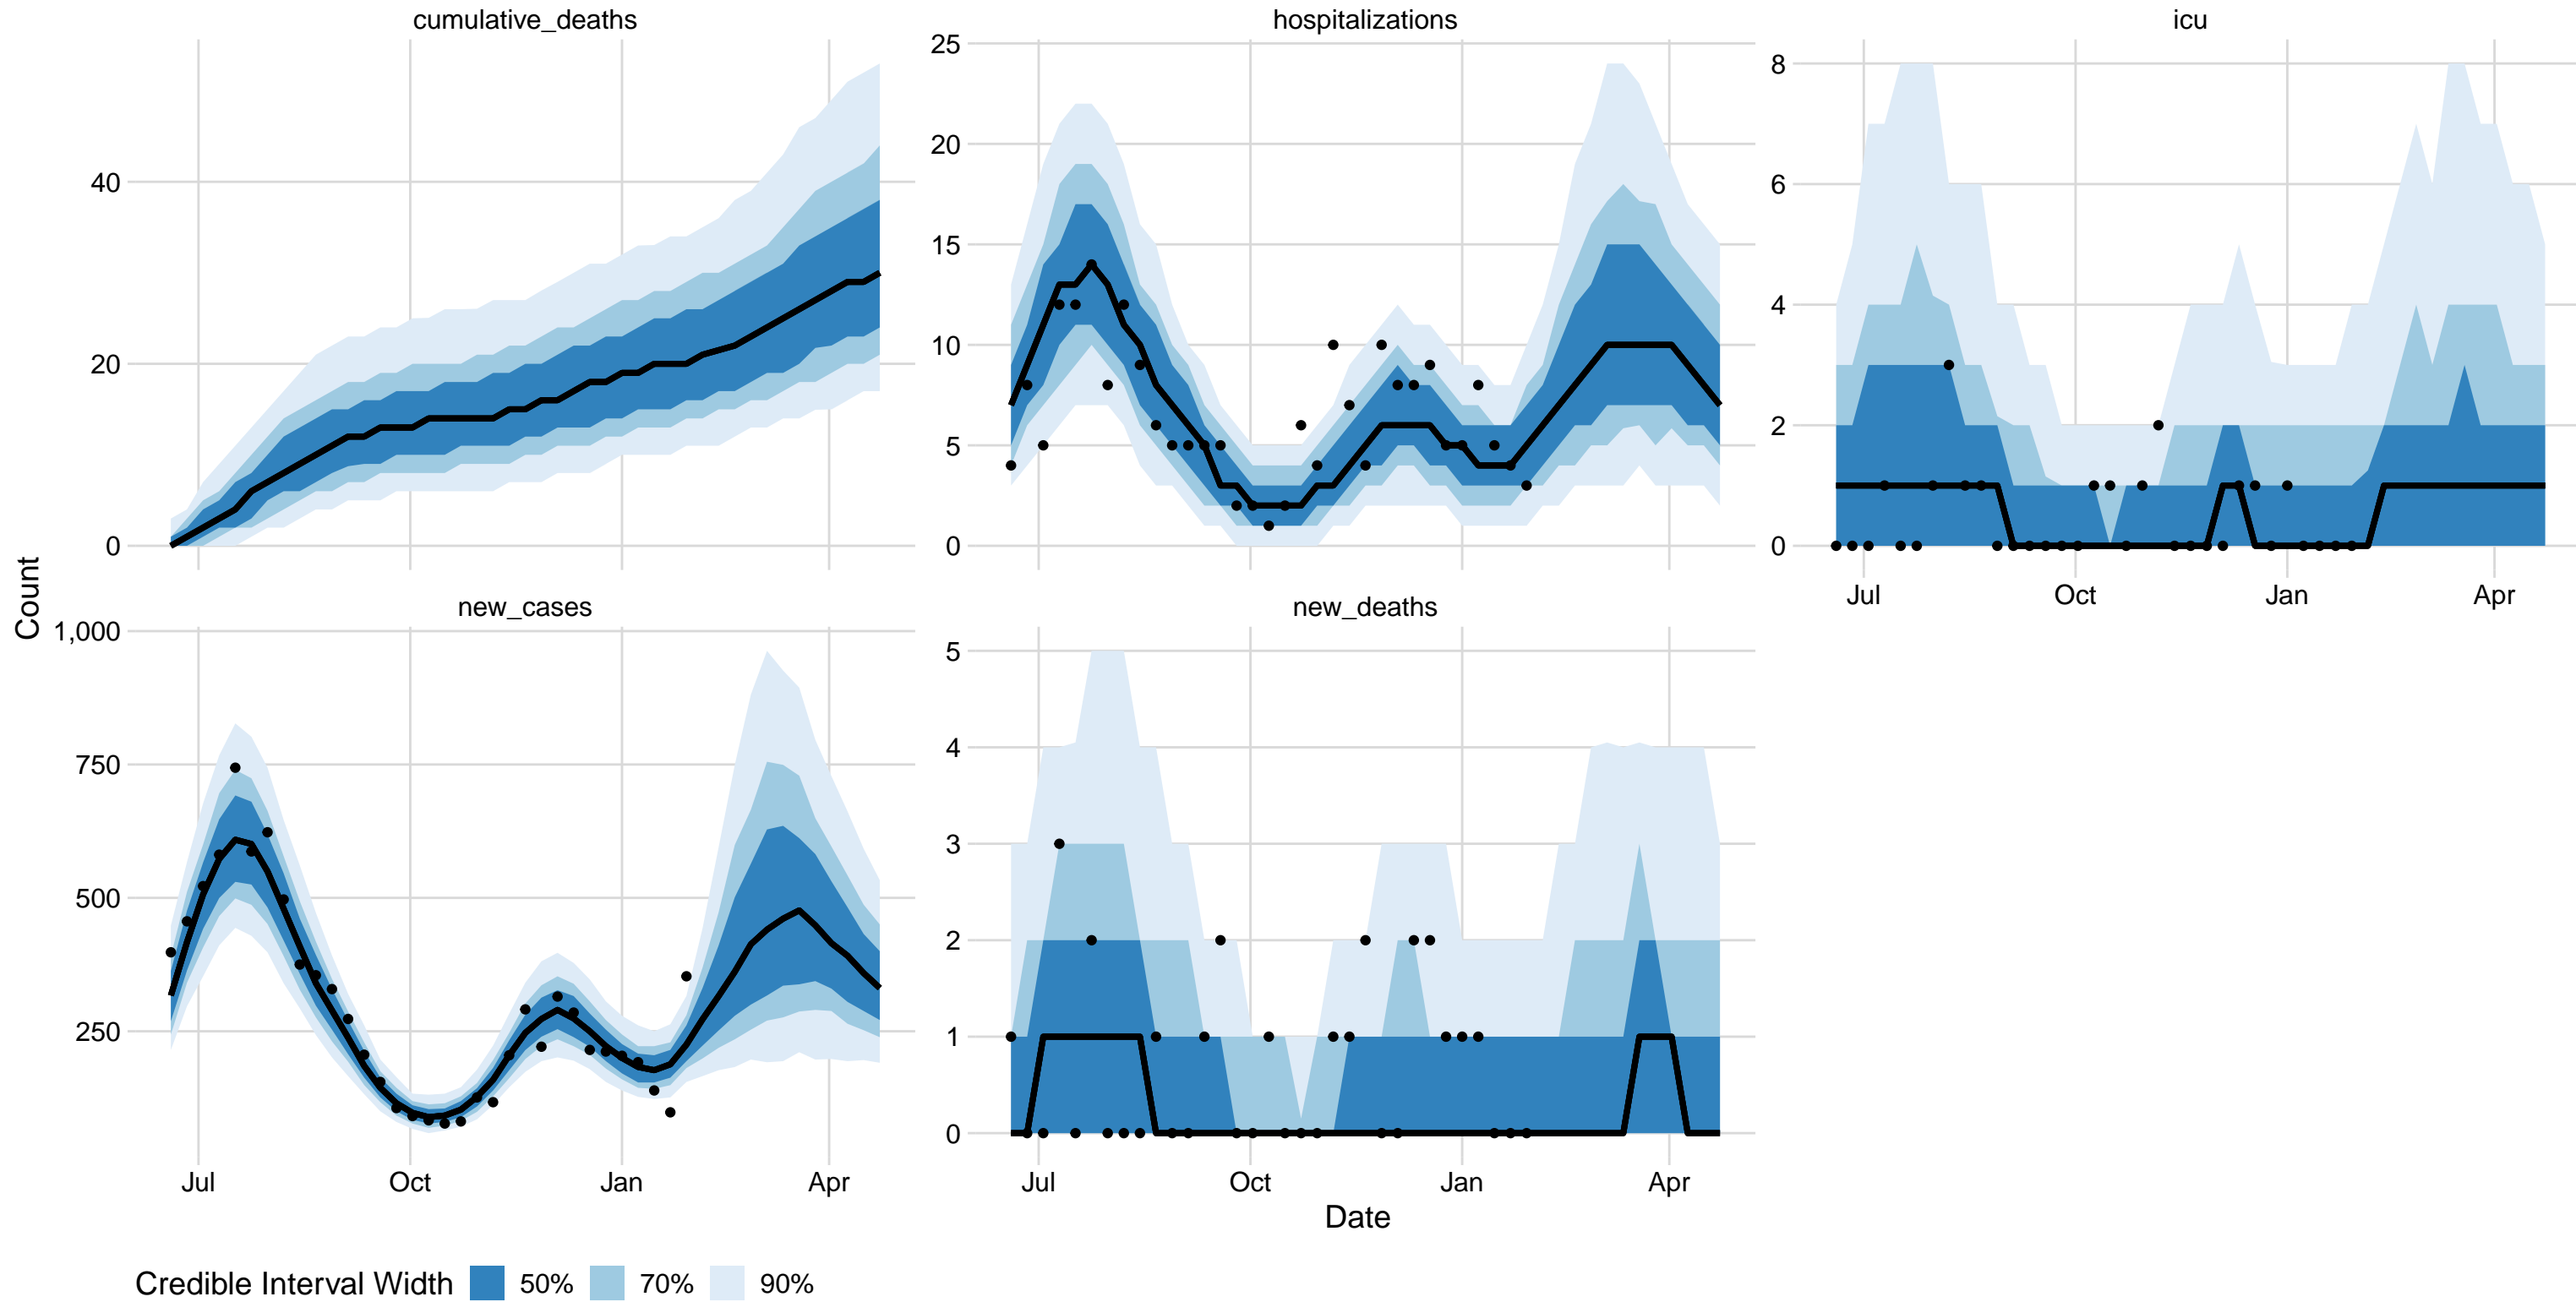 cumulative_deaths
hospitalizations
icu
40
20
0
25
20
15
10
5
0
8
6
4
2
0
Jul Oct Jan Apr
Count
new_cases
new_deaths
1,000
750
500
250
5
4
3
2
1
0
Jul Oct Jan Apr
Jul Oct Jan Apr
Date
Credible Interval Width 50% 70% 90%